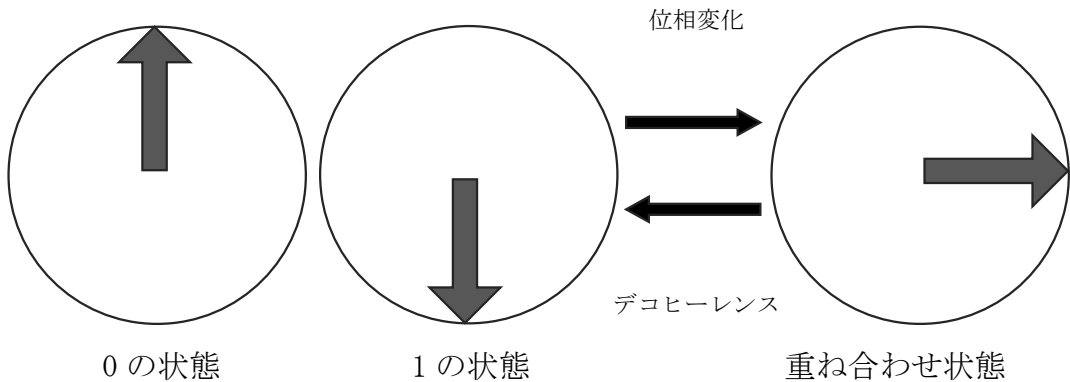 位相変化
デコヒーレンス
0 の状態
1 の状態
重ね合わせ状態